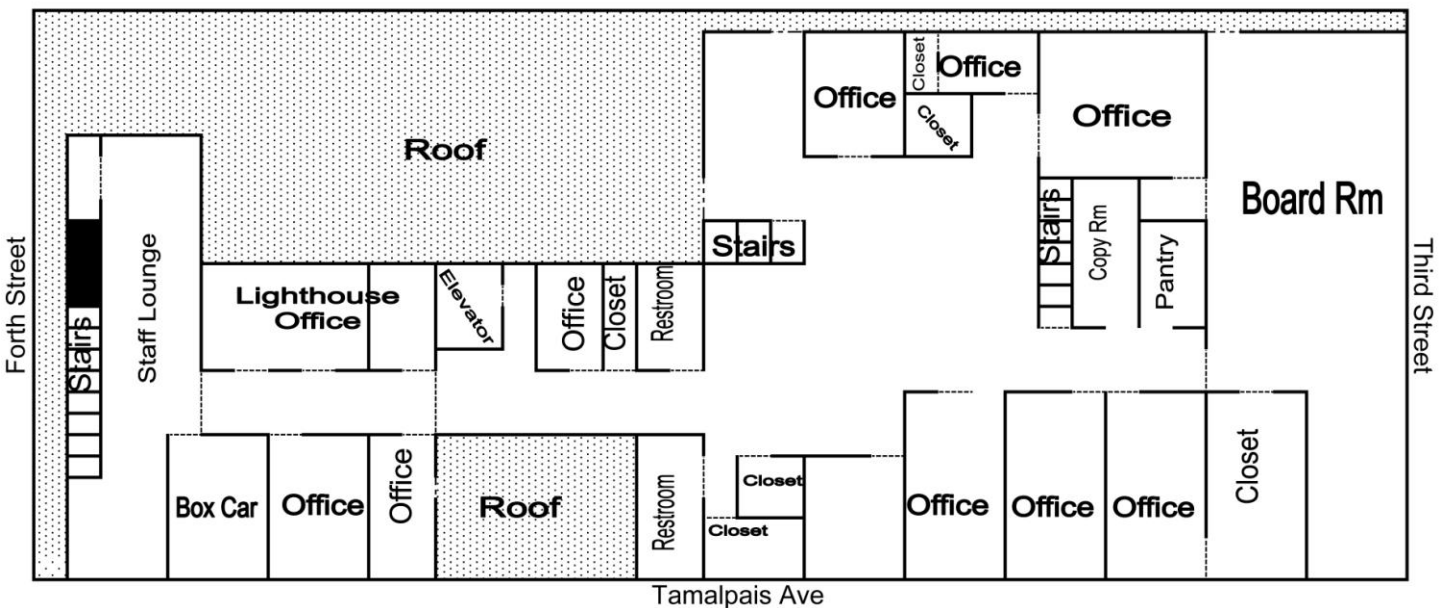 Office
Closet
Office
Closet
Office
Roof
Board Rm
Stairs
Stairs
Copy Rm
Pantry
Forth Street
Third Street
Staff Lounge
Lighthouse
Office
Elevator
Office
Closet
Restroom
Stairs
Box Car
Office
Office
Roof
Restroom
Closet
Closet
Office
Office
Office
Closet
Tamalpais Ave